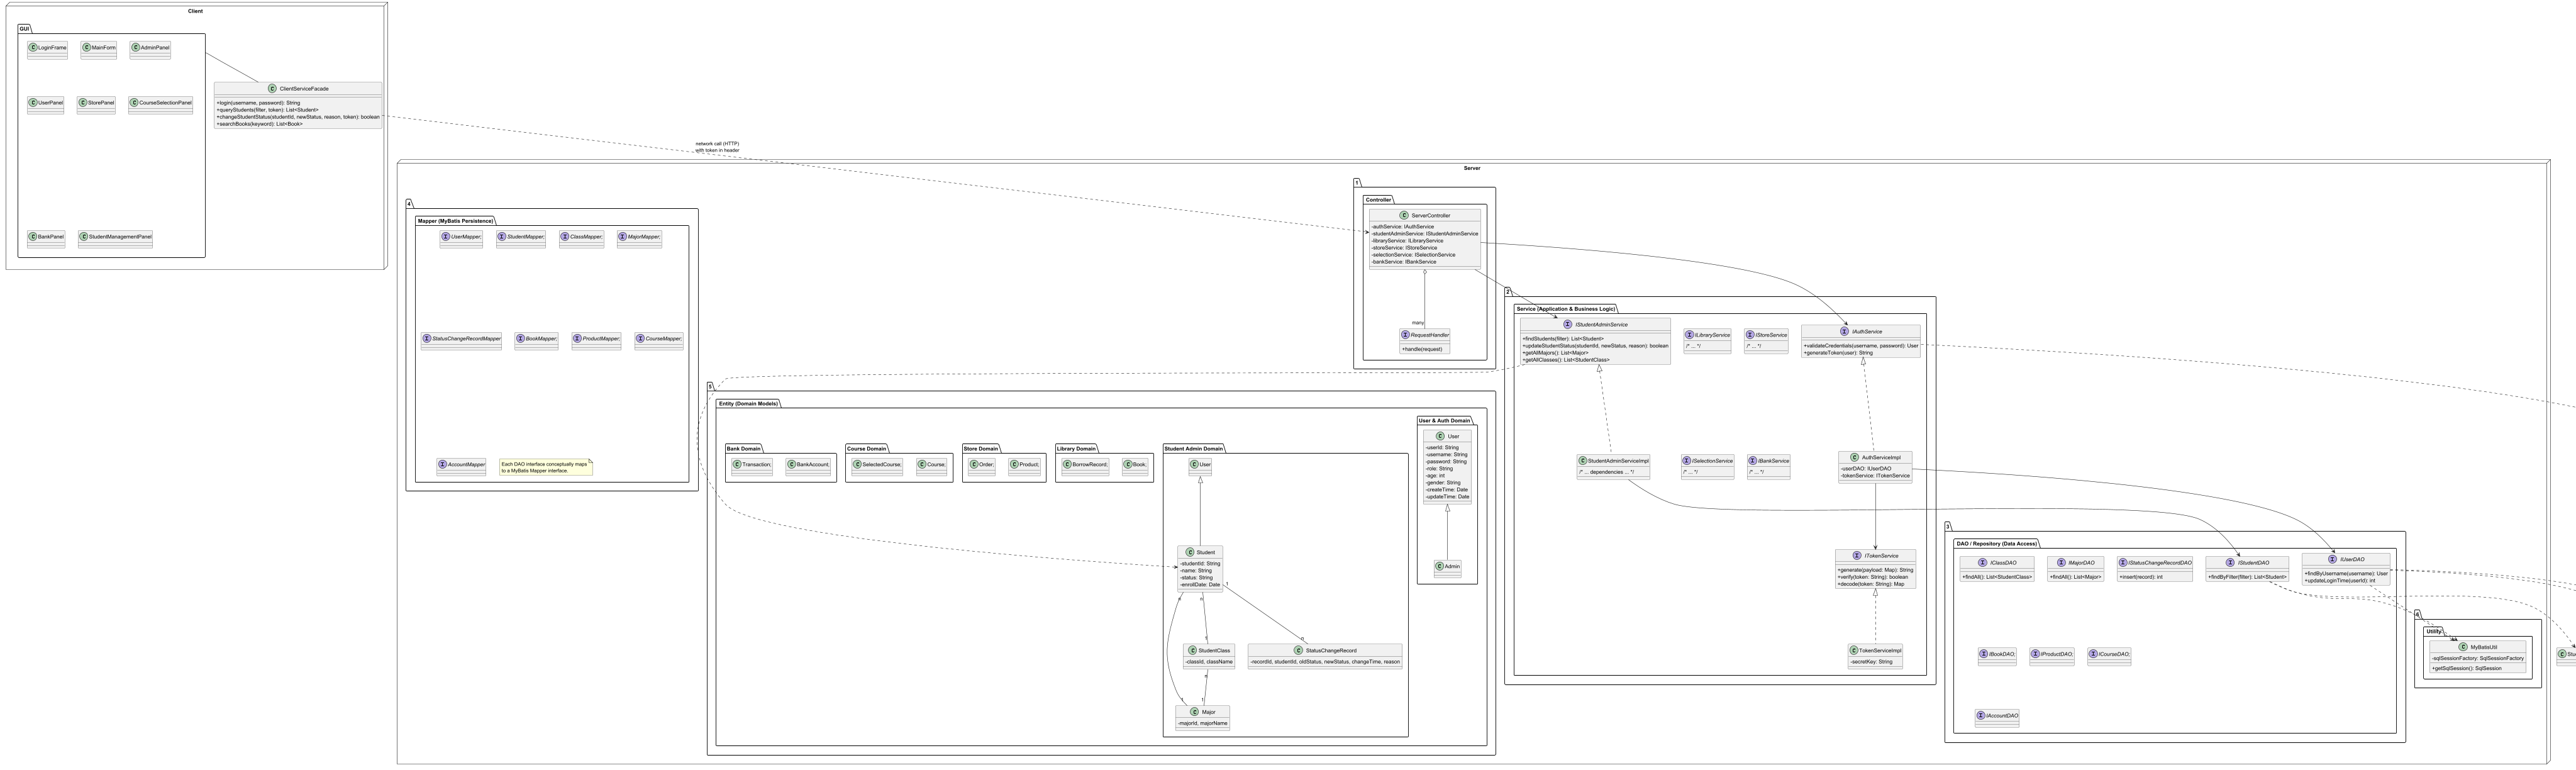 Client
GUI
LoginFrame
MainForm
AdminPanel
UserPanel
StorePanel
CourseSelectionPanel
BankPanel
StudentManagementPanel
ClientServiceFacade
+login(username, password): String
+queryStudents(filter, token): List<Student>
+changeStudentStatus(studentId, newStatus, reason, token): boolean
+searchBooks(keyword): List<Book>
network call (HTTP)
with token in header
Server
1
Controller
ServerController
-authService: IAuthService
-studentAdminService: IStudentAdminService
-libraryService: ILibraryService
-storeService: IStoreService
-selectionService: ISelectionService
-bankService: IBankService
many
RequestHandler
+handle(request)
4
Mapper (MyBatis Persistence)
UserMapper;
StudentMapper;
ClassMapper;
MajorMapper;
StatusChangeRecordMapper
BookMapper;
ProductMapper;
CourseMapper;
AccountMapper
Each DAO interface conceptually maps
to a MyBatis Mapper interface.
2
Service (Application & Business Logic)
IStudentAdminService
+findStudents(filter): List<Student>
+updateStudentStatus(studentId, newStatus, reason): boolean
+getAllMajors(): List<Major>
+getAllClasses(): List<StudentClass>
ILibraryService
/* ... */
IStoreService
/* ... */
IAuthService
+validateCredentials(username, password): User
+generateToken(user): String
StudentAdminServiceImpl
/* ... dependencies ... */
ISelectionService
/* ... */
IBankService
/* ... */
AuthServiceImpl
-userDAO: IUserDAO
-tokenService: ITokenService
ITokenService
+generate(payload: Map): String
+verify(token: String): boolean
+decode(token: String): Map
TokenServiceImpl
-secretKey: String
5
Entity (Domain Models)
Bank Domain
Transaction;
BankAccount;
Course Domain
SelectedCourse;
Course;
Store Domain
Order;
Product;
Library Domain
BorrowRecord;
Book;
Student Admin Domain
User
Student
-studentId: String
-name: String
-status: String
-enrollDate: Date
n
n
1
1
n
StudentClass
-classId, className
StatusChangeRecord
-recordId, studentId, oldStatus, newStatus, changeTime, reason
n
1
1
Major
-majorId, majorName
User & Auth Domain
User
-userId: String
-username: String
-password: String
-role: String
-age: int
-gender: String
-createTime: Date
-updateTime: Date
Admin
3
DAO / Repository (Data Access)
IClassDAO
+findAll(): List<StudentClass>
IMajorDAO
+findAll(): List<Major>
IStatusChangeRecordDAO
+insert(record): int
IStudentDAO
+findByFilter(filter): List<Student>
IUserDAO
+findByUsername(username): User
+updateLoginTime(userId): int
IBookDAO;
IProductDAO;
ICourseDAO;
IAccountDAO
Utility
MyBatisUtil
-sqlSessionFactory: SqlSessionFactory
+getSqlSession(): SqlSession